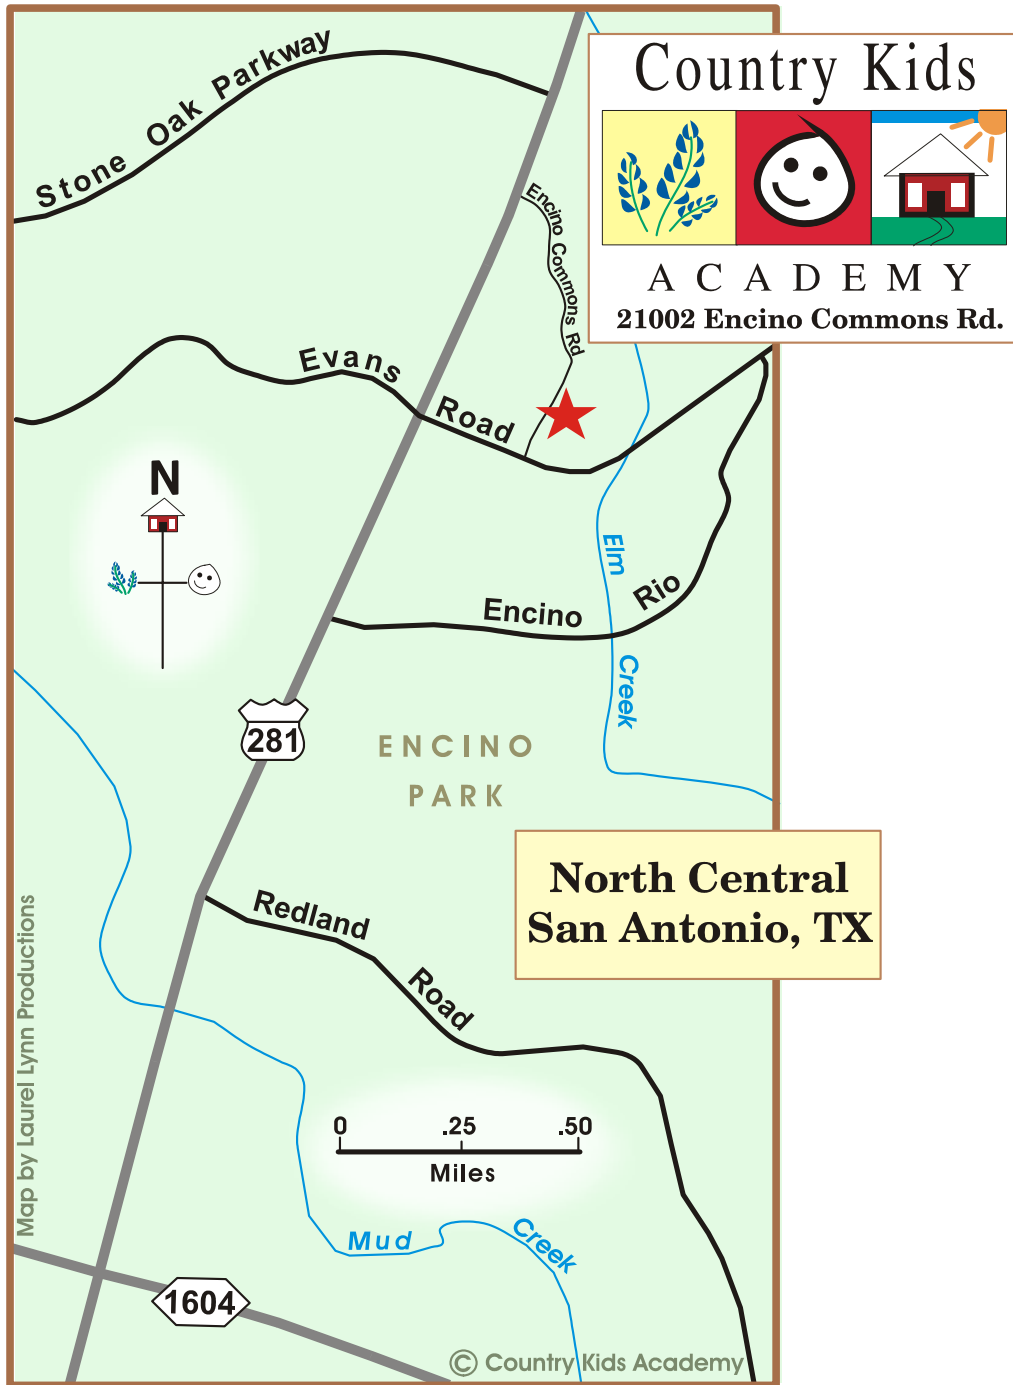 Stone Oak Parkway
Country Kids
ACADEMY
21002 Encino Commons Rd.
Encino Commons Rd
Evans Road
N
Elm Creek
Encino Rio
281
ENCINO
PARK
North Central
San Antonio, TX
Redland Road
Map by Laurel Lynn Productions
0 .25 .50
Miles
Mud Creek
1604
© Country Kids Academy